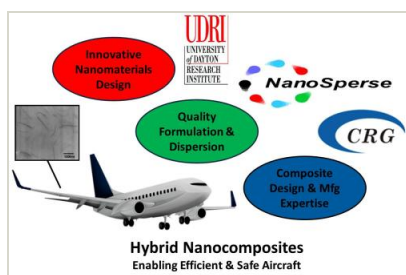 Innovative
Nanomaterials
Design
UDRI
UNIVERSITY
of DAYTON
RESEARCH
INSTITUTE
NanoSperse
Quality
Formulation &
Dispersion
CRG
Composite
Design & Mfg
Expertise
Hybrid Nanocomposites
Enabling Efficient & Safe Aircraft